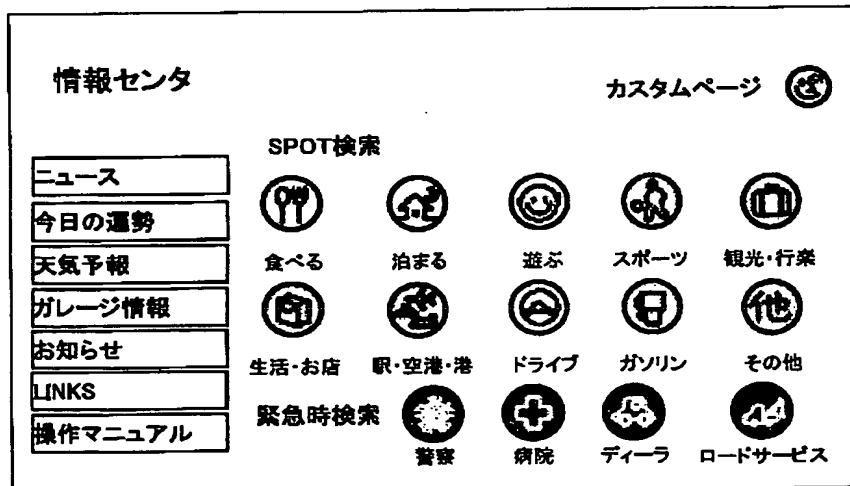 情報センタ
カスタムページ
SPOT検索
ニュース
今日の運勢
天気予報
ガレージ情報
お知らせ
LINKS
操作マニュアル
食べる 泊まる 遊ぶ スポーツ 観光・行楽
他
生活・お店 駅・空港・港 ドライブ ガソリン その他
緊急時検索
警察 病院 ディーラ ロードサービス